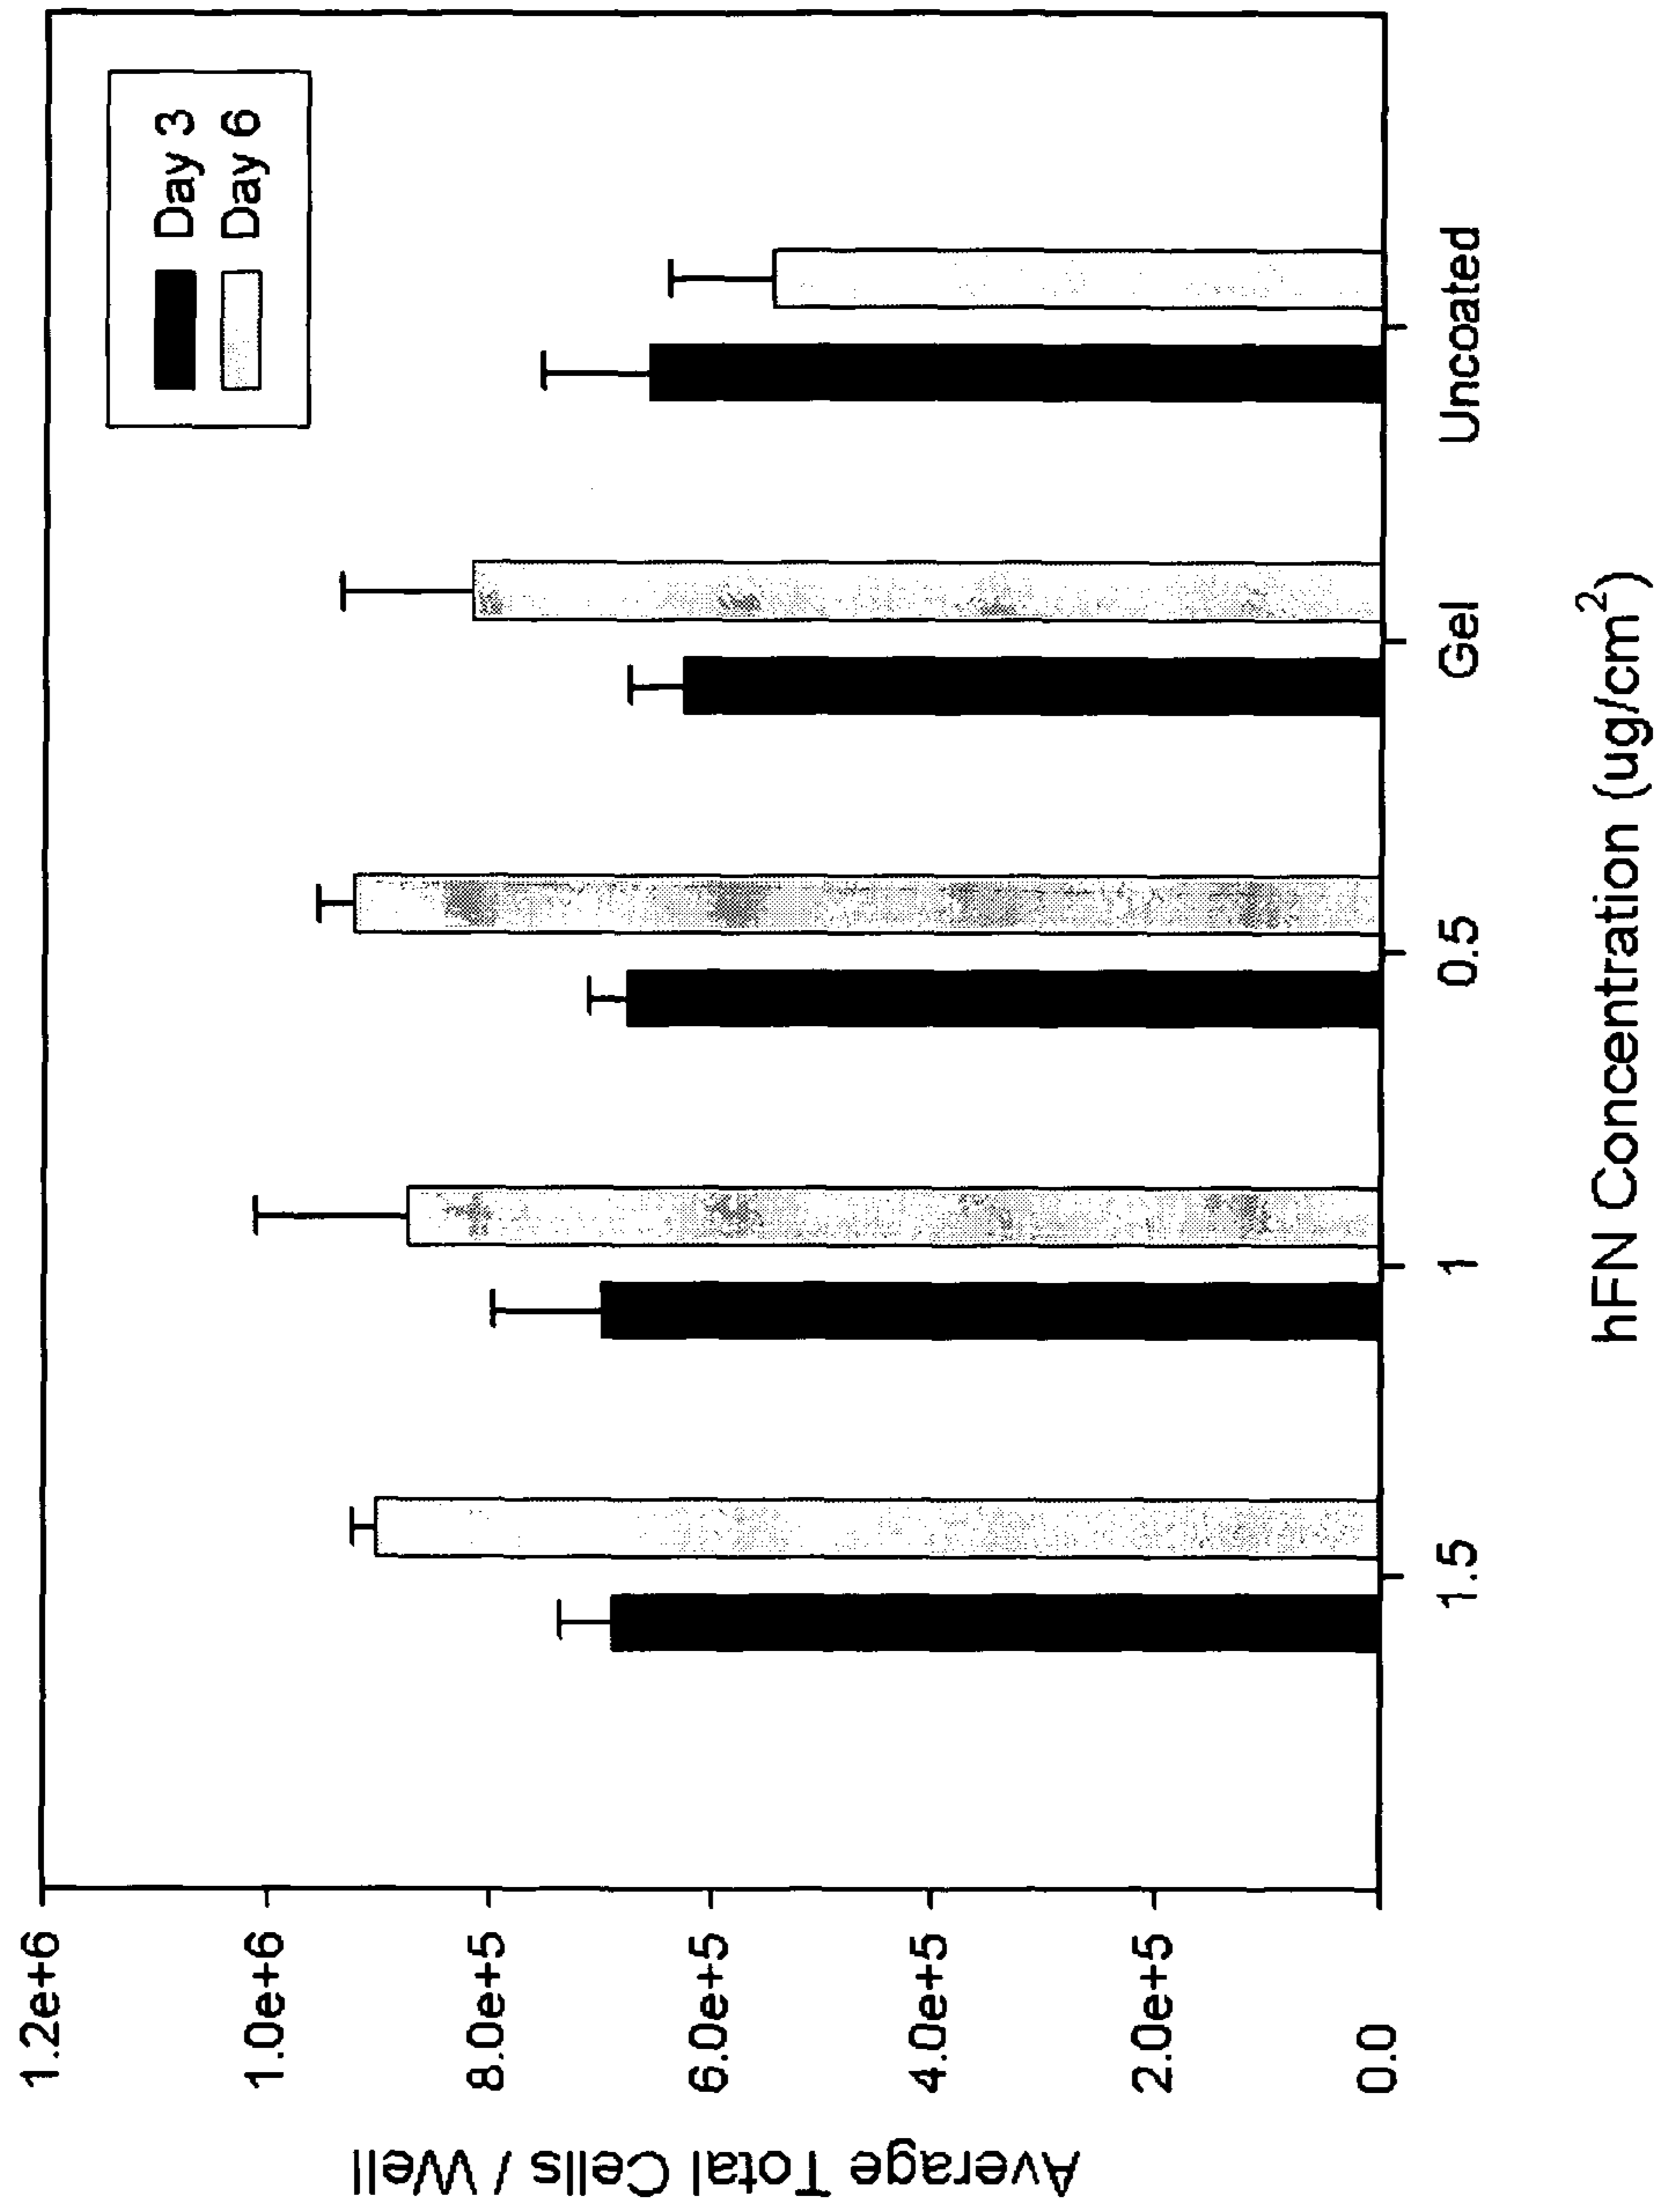 Day 3
Day 6
Average Total Cells / Well
1.2e+6
1.0e+6
8.0e+5
6.0e+5
4.0e+5
2.0e+5
0.0
1.5
1
0.5
Gel
Uncoated
hFN Concentration (ug/cm²)